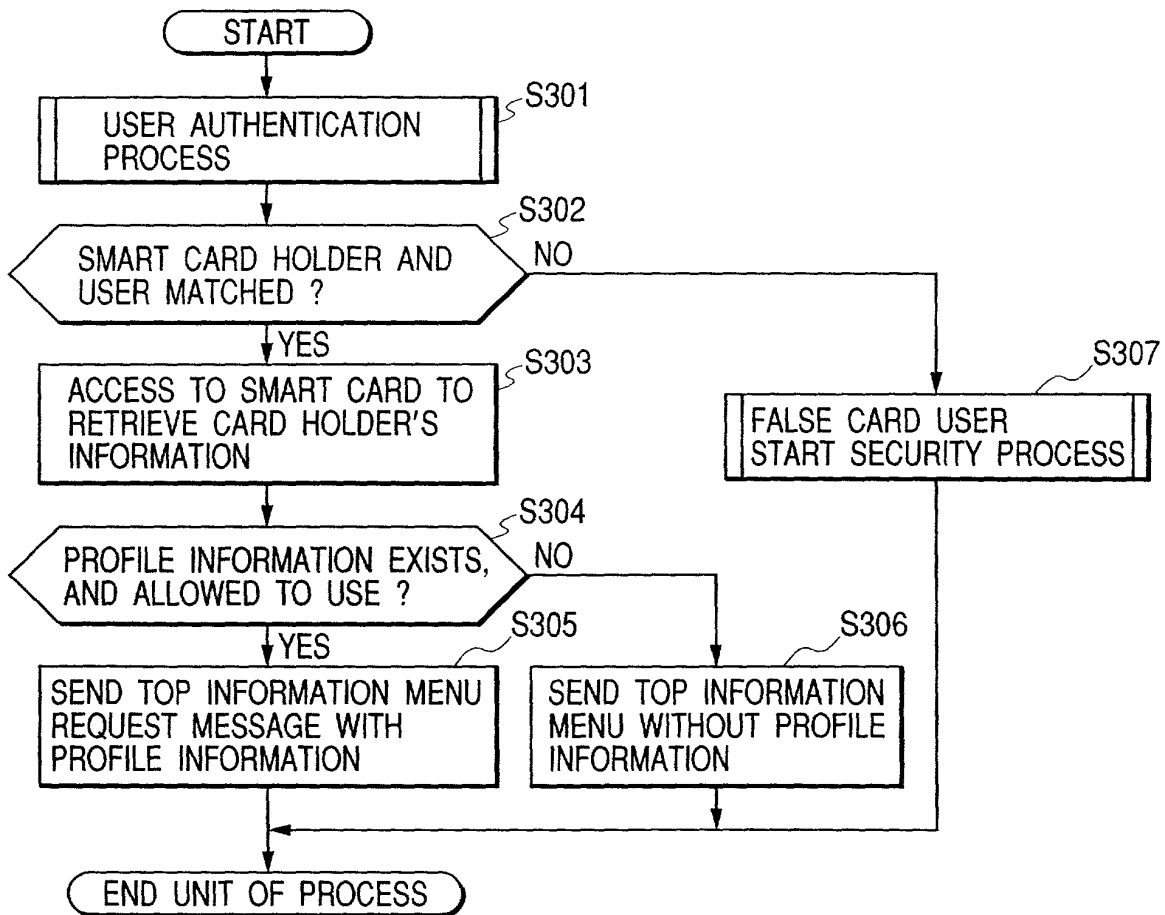 START
S301
USER AUTHENTICATION
PROCESS
S302
SMART CARD HOLDER AND
USER MATCHED ?
NO
YES
S303
ACCESS TO SMART CARD TO
RETRIEVE CARD HOLDER'S
INFORMATION
S307
FALSE CARD USER
START SECURITY PROCESS
S304
PROFILE INFORMATION EXISTS,
AND ALLOWED TO USE ?
NO
YES
S305
SEND TOP INFORMATION MENU
REQUEST MESSAGE WITH
PROFILE INFORMATION
S306
SEND TOP INFORMATION
MENU WITHOUT PROFILE
INFORMATION
END UNIT OF PROCESS